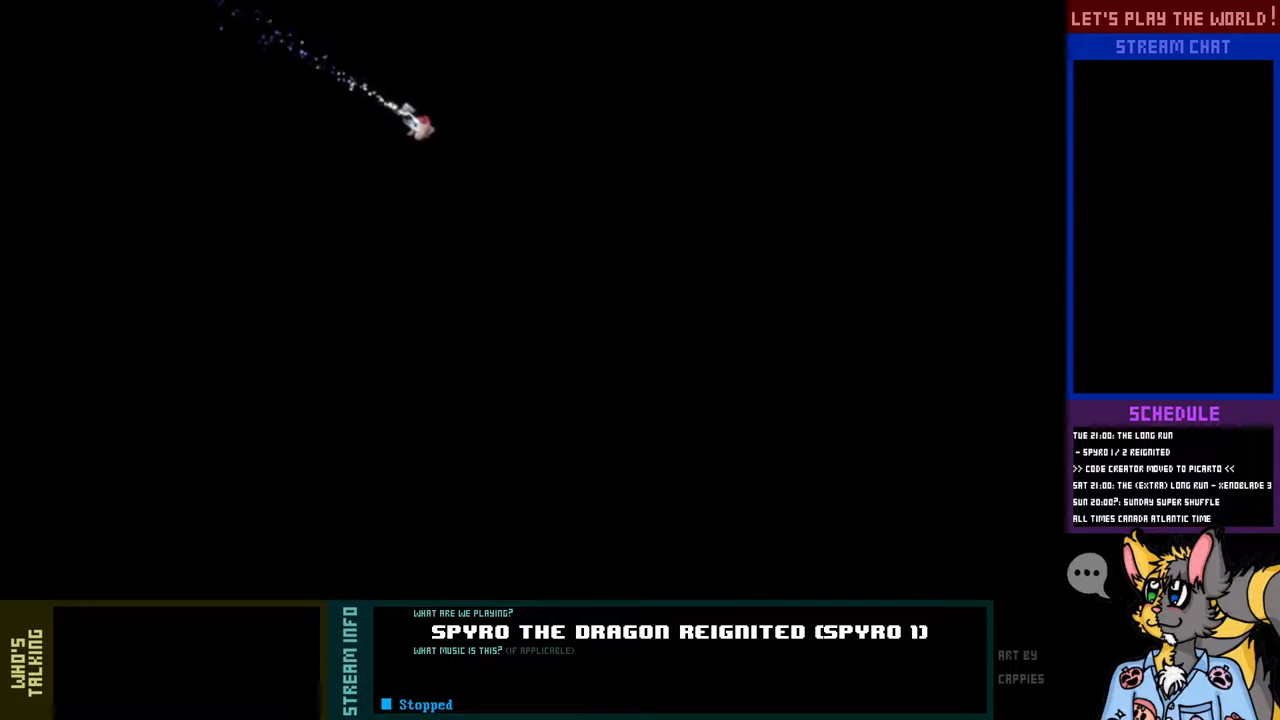 LET'S PLAY THE WORLD!
STREAM CHAT
SCHEDULE
TUE 21:00: THE LONG RUN
- SPYRO 1 / 2 REIGNITED
>> CODE CREATOR MOVED TO PICARTO <<
SAT 21:00: THE (EXTRA) LONG RUN - XENOBLADE 3
SUN 20:00?: SUNDAY SUPER SHUFFLE
ALL TIMES CANADA ATLANTIC TIME
WHO'S TALKING
STREAM INFO
WHAT ARE WE PLAYING?
SPYRO THE DRAGON REIGNITED (SPYRO 1)
WHAT MUSIC IS THIS? (IF APPLICABLE)
Stopped
ART BY
CAPPIES